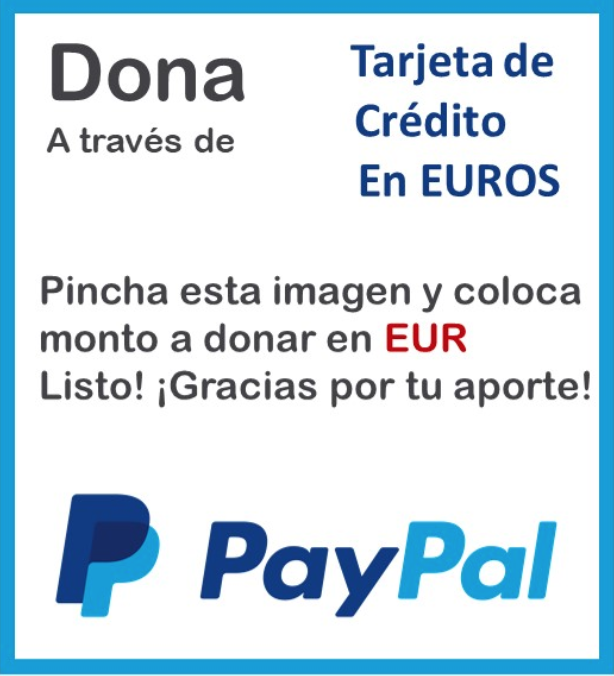 Dona
A través de
Tarjeta de
Crédito
En EUROS
Pincha esta imagen y coloca
monto a donar en EUR
Listo! ¡Gracias por tu aporte!
PayPal